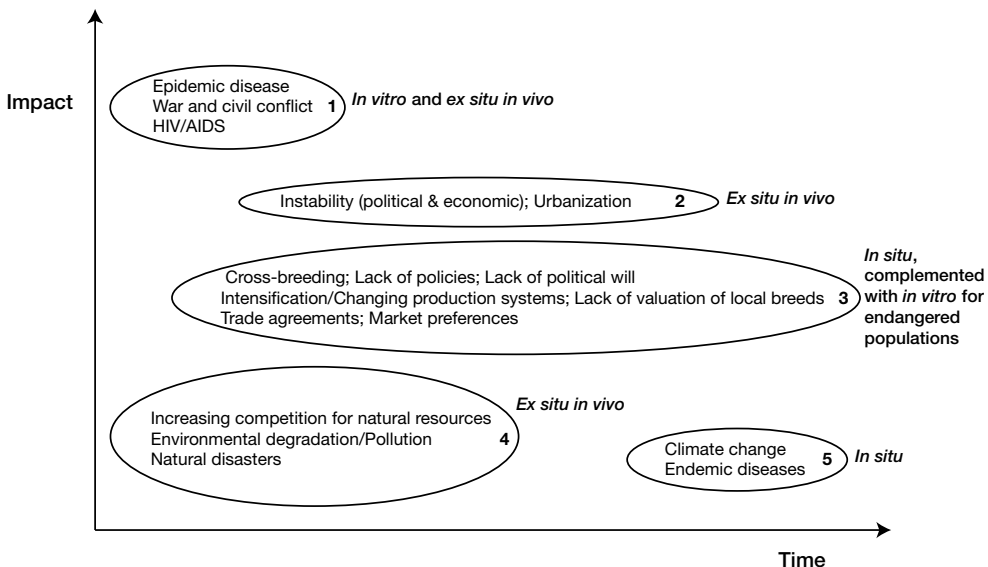 Impact
Epidemic disease
War and civil conflict
HIV/AIDS
1
In vitro and ex situ in vivo
Instability (political & economic); Urbanization
2
Ex situ in vivo
Cross-breeding; Lack of policies; Lack of political will
Intensification/Changing production systems; Lack of valuation of local breeds
Trade agreements; Market preferences
3
In situ,
complemented
with in vitro for
endangered
populations
Increasing competition for natural resources
Environmental degradation/Pollution
Natural disasters
4
Ex situ in vivo
Climate change
Endemic diseases
5
In situ
Time